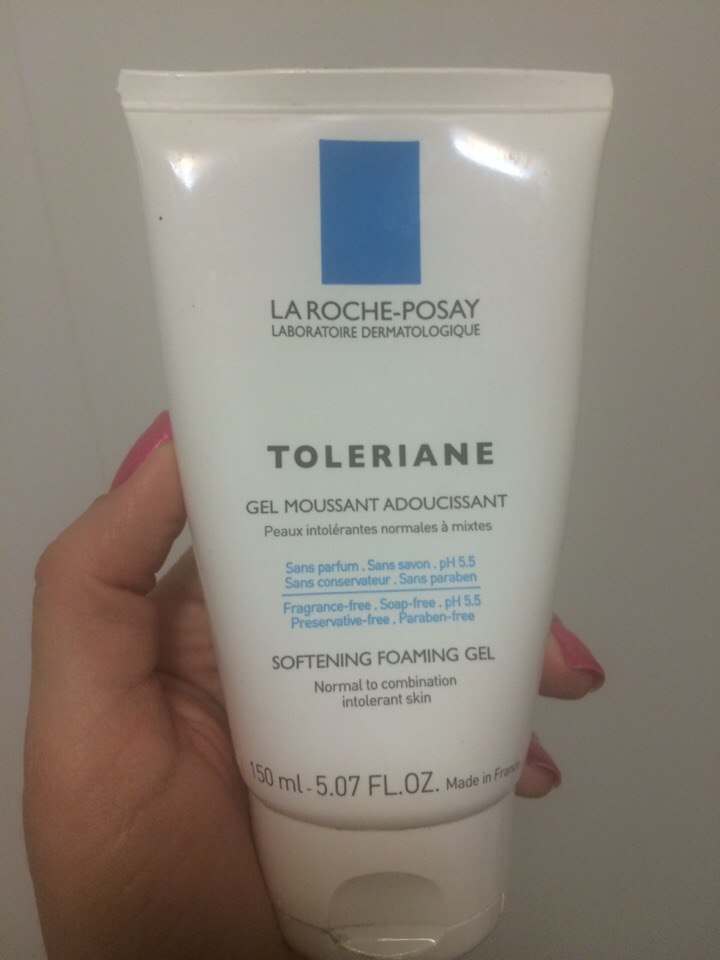 LA ROCHE-POSAY
LABORATOIRE DERMATOLOGIQUE
TOLERIANE
GEL MOUSSANT ADOUCISSANT
Peaux intolérantes normales à mixtes
Sans parfum . Sans savon . pH 5.5
Sans conservateur . Sans paraben
Fragrance-free . Soap-free . pH 5.5
Preservative-free . Paraben-free
SOFTENING FOAMING GEL
Normal to combination
intolerant skin
150 ml - 5.07 FL.OZ. Made in France